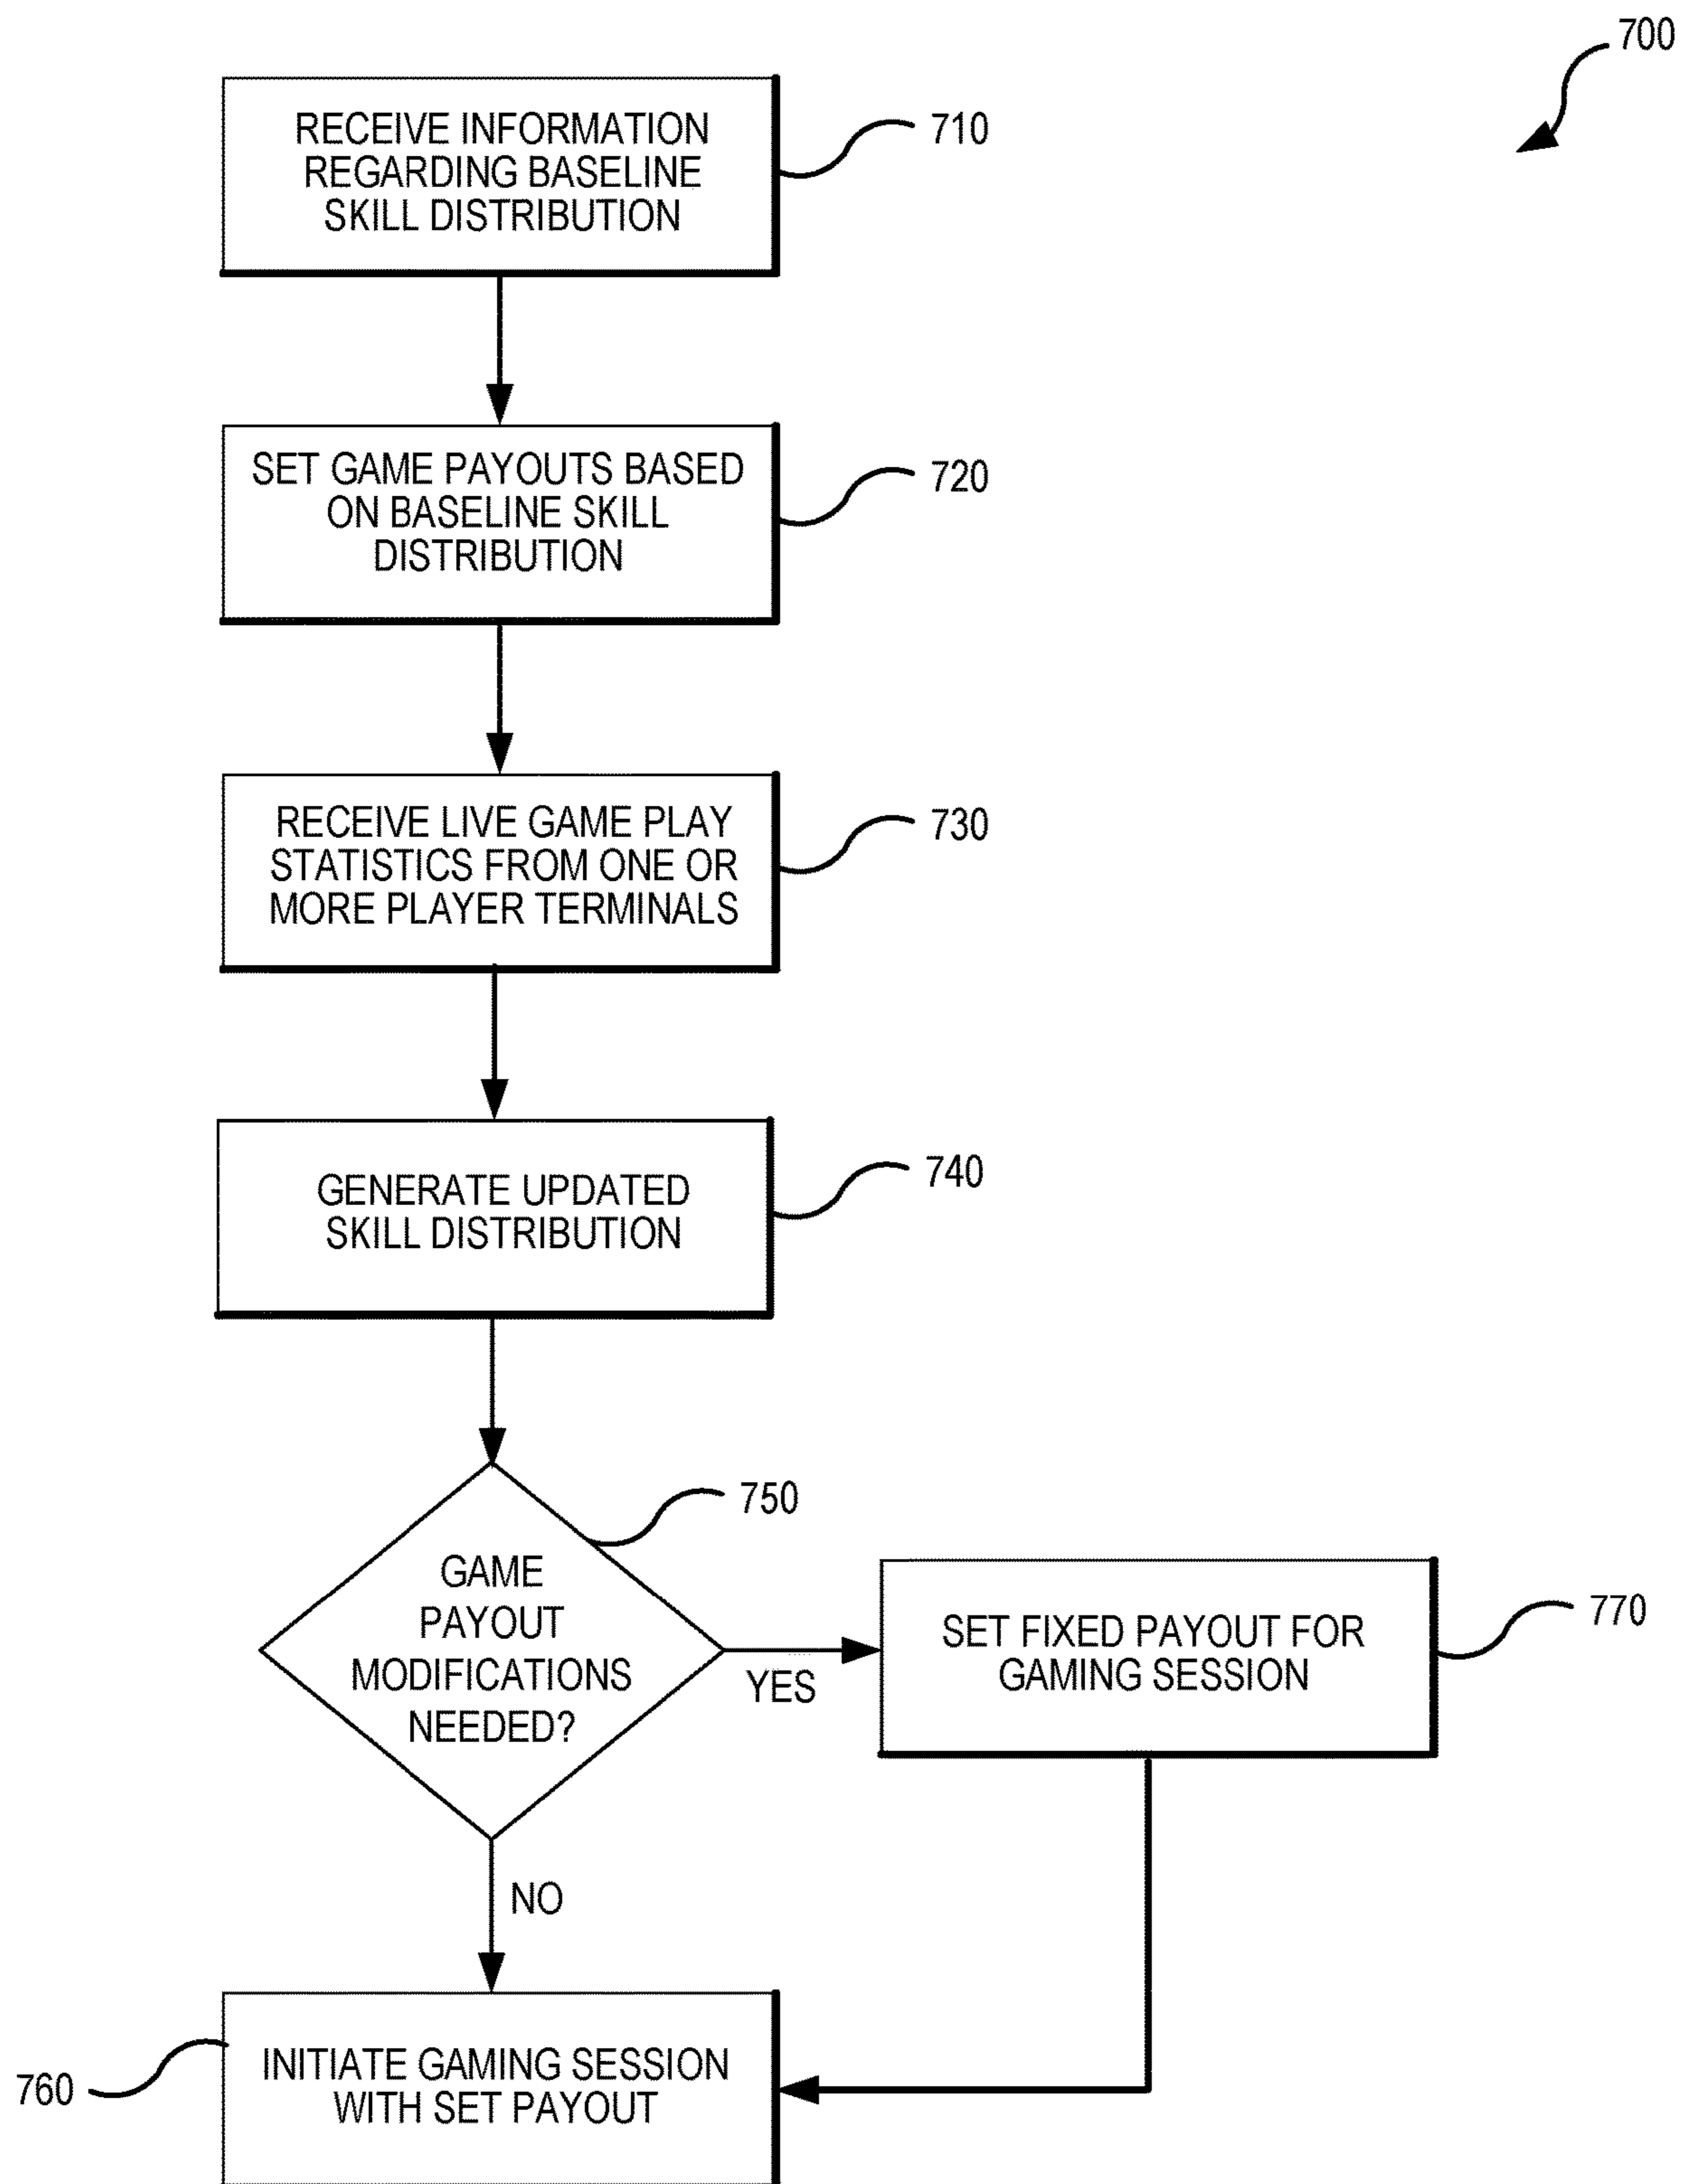 700
RECEIVE INFORMATION
REGARDING BASELINE
SKILL DISTRIBUTION
710
SET GAME PAYOUTS BASED
ON BASELINE SKILL
DISTRIBUTION
720
RECEIVE LIVE GAME PLAY
STATISTICS FROM ONE OR
MORE PLAYER TERMINALS
730
GENERATE UPDATED
SKILL DISTRIBUTION
740
750
GAME
PAYOUT
MODIFICATIONS
NEEDED?
YES
SET FIXED PAYOUT FOR
GAMING SESSION
770
NO
INITIATE GAMING SESSION
WITH SET PAYOUT
760